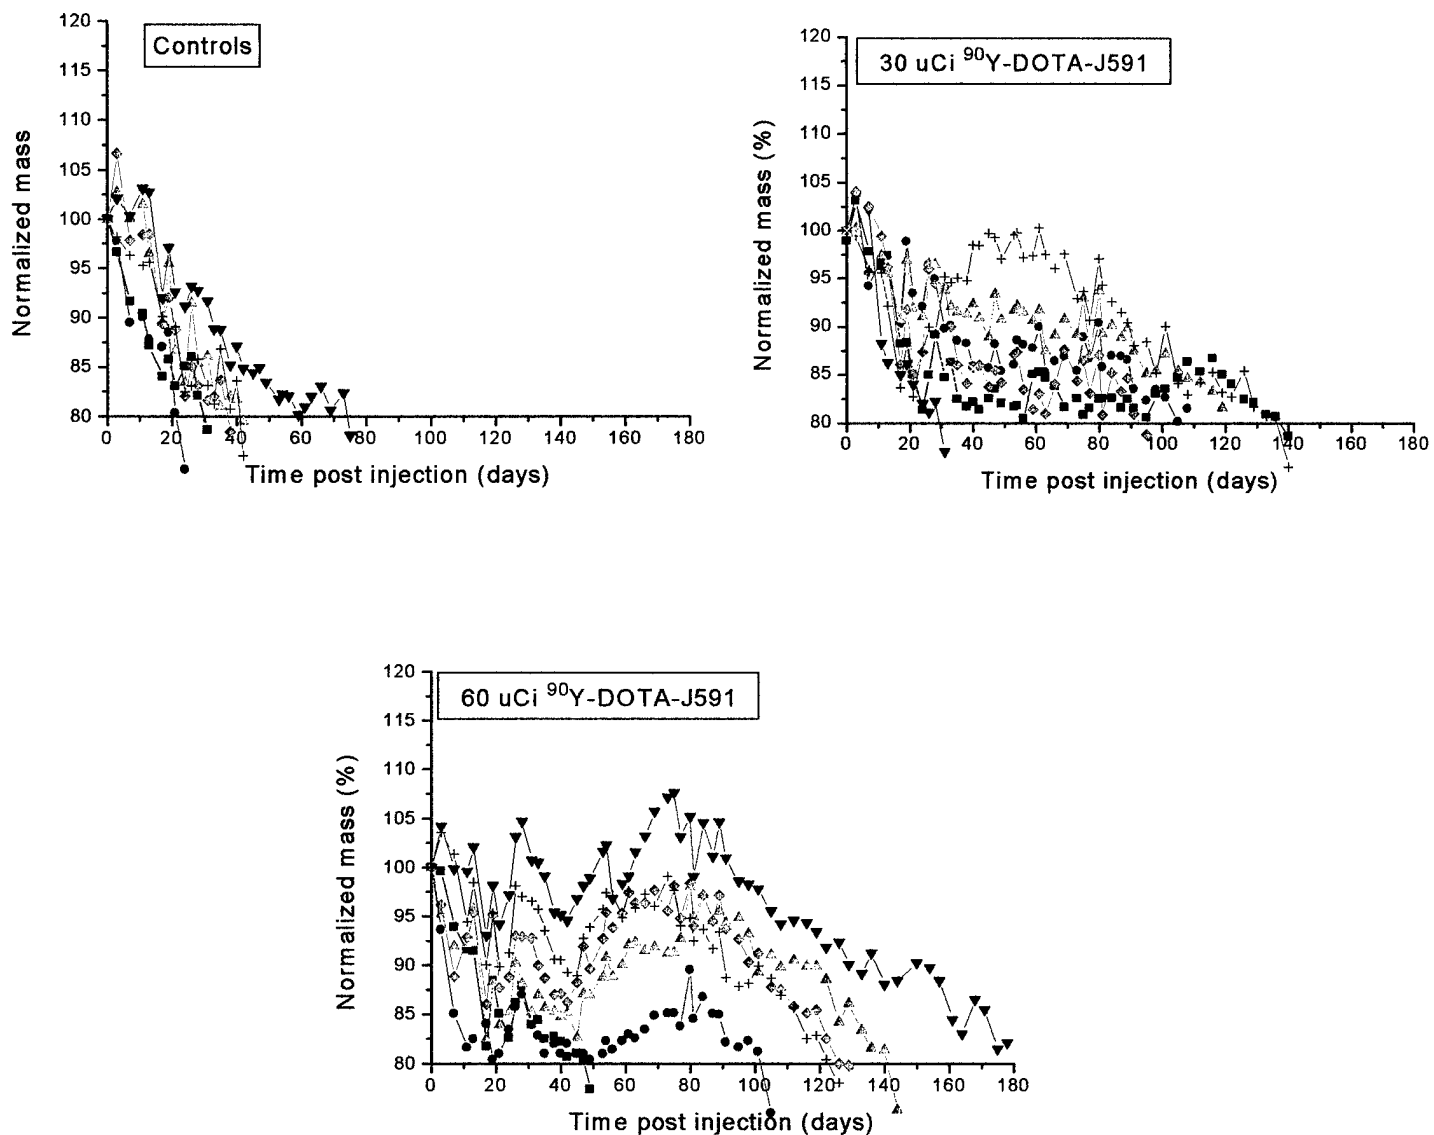 Controls
Normalized mass
120
115
110
105
100
95
90
85
80
0 20 40 60 80 100 120 140 160 180
Time post injection (days)
30 uCi ⁹⁰Y-DOTA-J591
Normalized mass (%)
120
115
110
105
100
95
90
85
80
0 20 40 60 80 100 120 140 160 180
Time post injection (days)
60 uCi ⁹⁰Y-DOTA-J591
Normalized mass (%)
120
115
110
105
100
95
90
85
80
0 20 40 60 80 100 120 140 160 180
Time post injection (days)